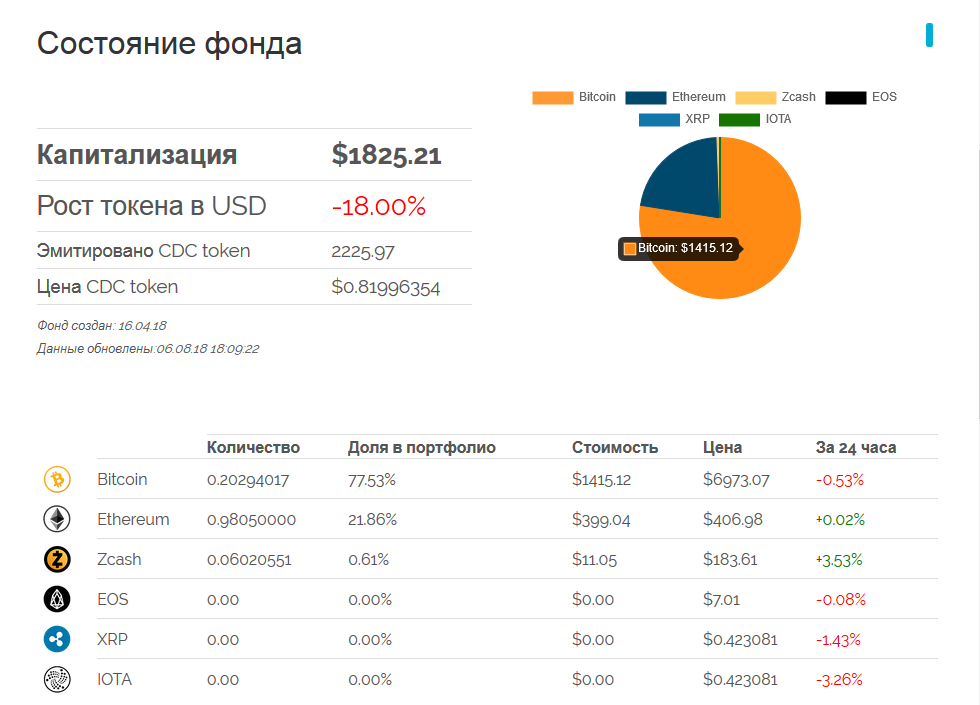 Состояние фонда
Bitcoin Ethereum Zcash EOS
XRP IOTA
Капитализация $1825.21
Рост токена в USD -18.00%
Эмитировано CDC token 2225.97
Цена CDC token $0.81996354
Фонд создан: 16.04.18
Данные обновлены:06.08.18 18:09:22
Bitcoin: $1415.12
Количество Доля в портфолио Стоимость Цена За 24 часа
Bitcoin 0.20294017 77.53% $1415.12 $6973.07 -0.53%
Ethereum 0.98050000 21.86% $399.04 $406.98 +0.02%
Zcash 0.06020551 0.61% $11.05 $183.61 +3.53%
EOS 0.00 0.00% $0.00 $7.01 -0.08%
XRP 0.00 0.00% $0.00 $0.423081 -1.43%
IOTA 0.00 0.00% $0.00 $0.423081 -3.26%